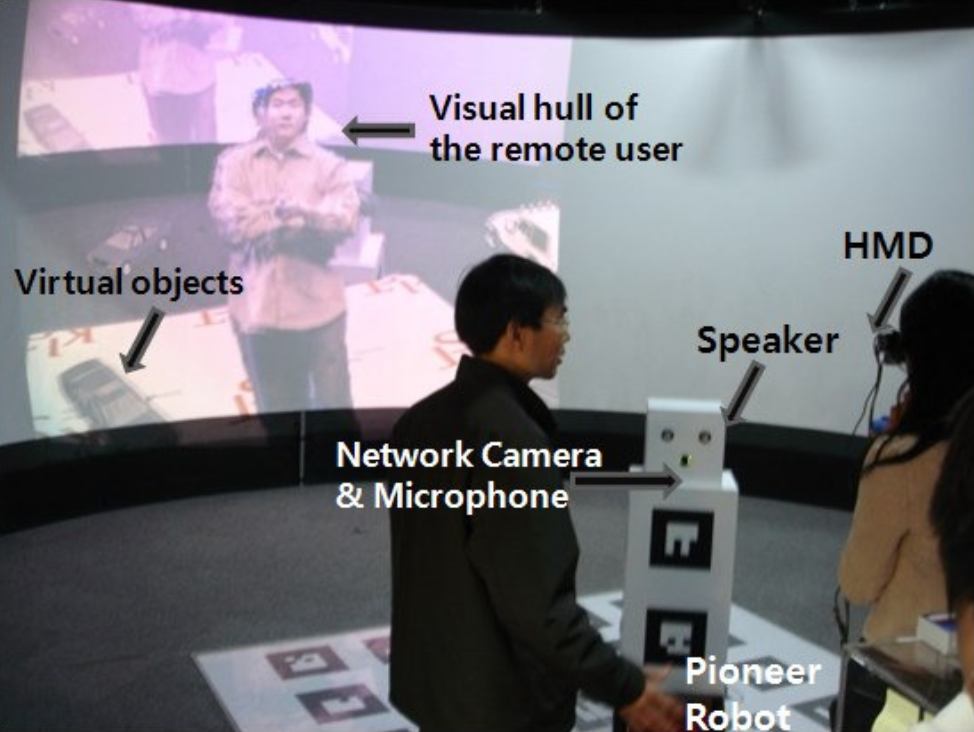 Visual hull of
the remote user
HMD
Virtual objects
Speaker
Network Camera
& Microphone
Pioneer
Robot